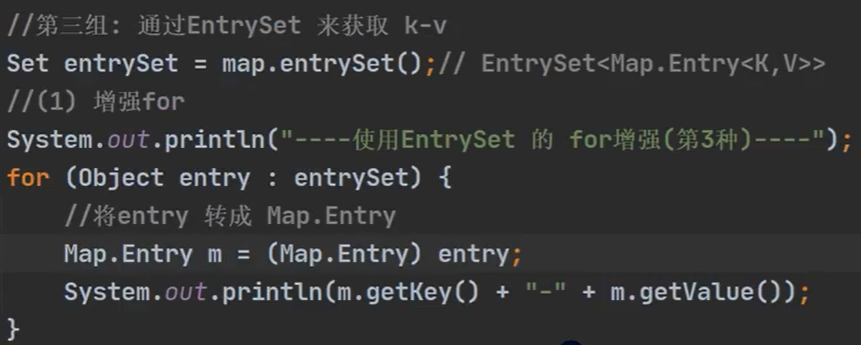 //第三组: 通过EntrySet 来获取 k-v
Set entrySet = map.entrySet();// EntrySet<Map.Entry<K,V>>
//(1) 增强for
System.out.println("----使用EntrySet 的 for增强(第3种)----");
for (Object entry : entrySet) {
    //将entry 转成 Map.Entry
    Map.Entry m = (Map.Entry) entry;
    System.out.println(m.getKey() + "-" + m.getValue());
}